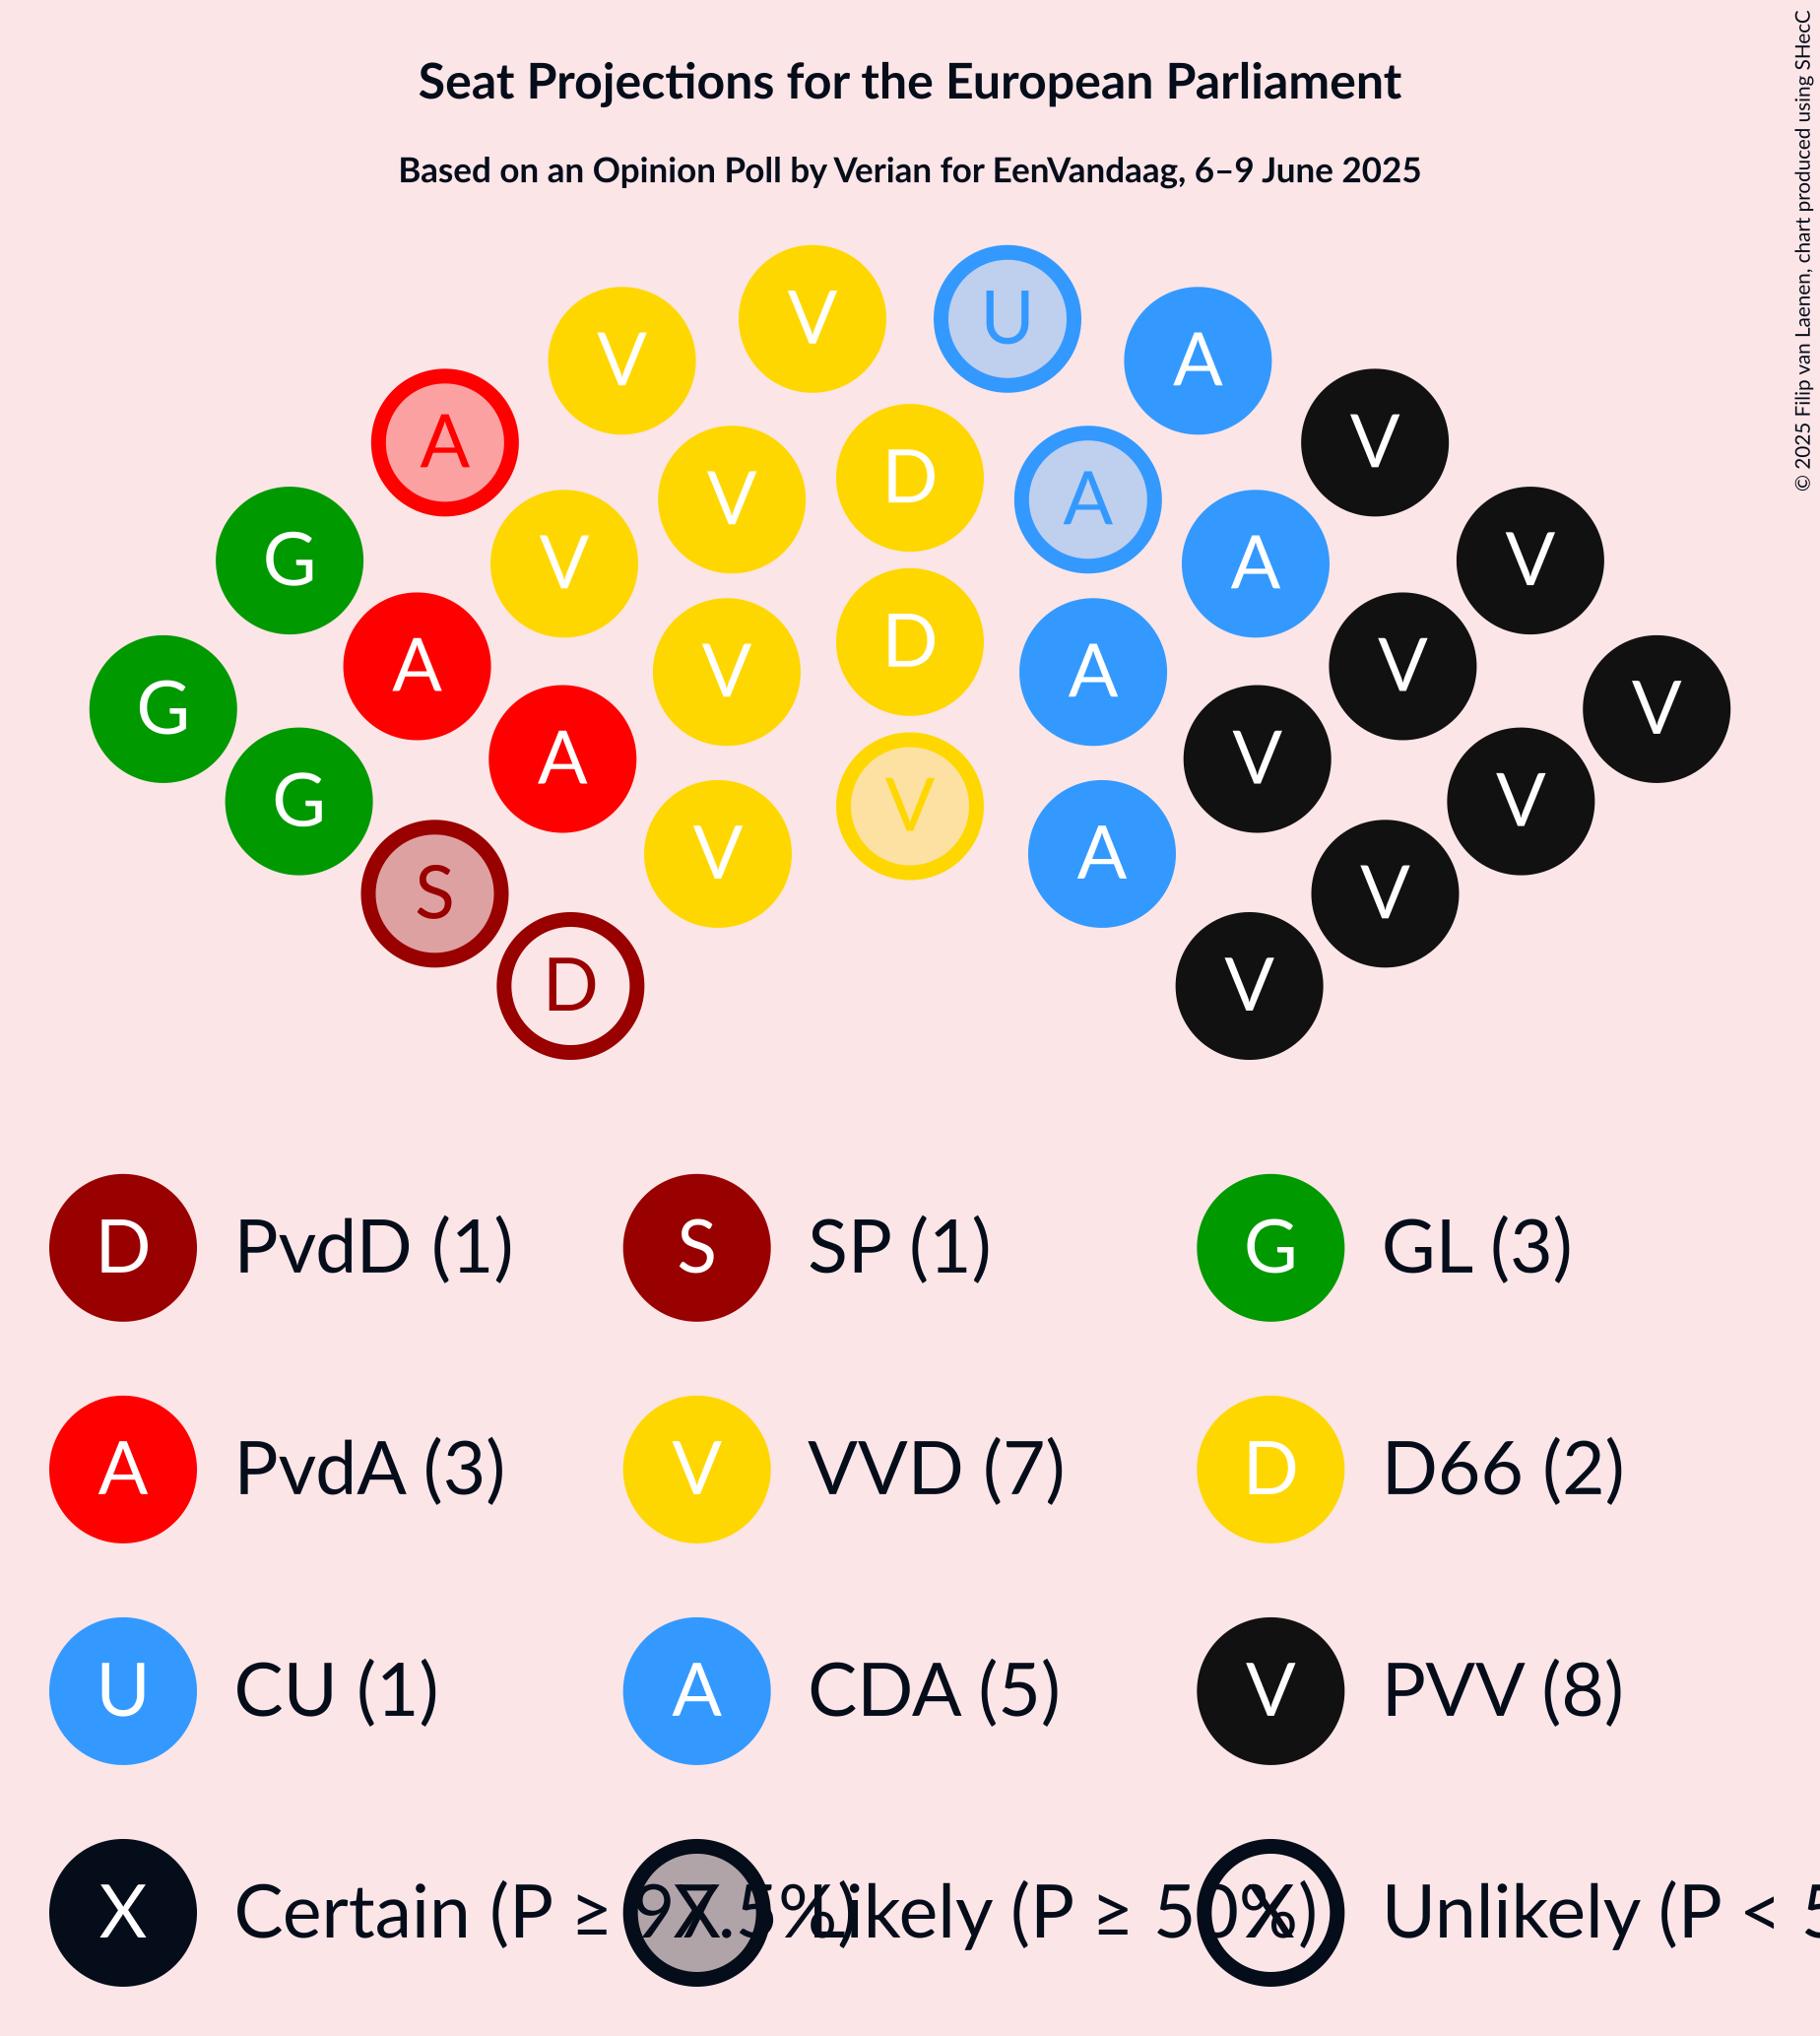 Seat Projections for the European Parliament
Based on an Opinion Poll by Verian for EenVandaag, 6–9 June 2025
© 2025 Filip van Laenen, chart produced using SHecC
V U
V A
A V
D
V A
G V V A V
D
A V A V
G V
V A
G V V
V A
S V
D V
D PvdD (1) S SP (1) G GL (3)
A PvdA (3) V VVD (7) D D66 (2)
U CU (1) A CDA (5) V PVV (8)
X Certain (P ≥ 97.5%) X Likely (P ≥ 50%) X Unlikely (P < 5